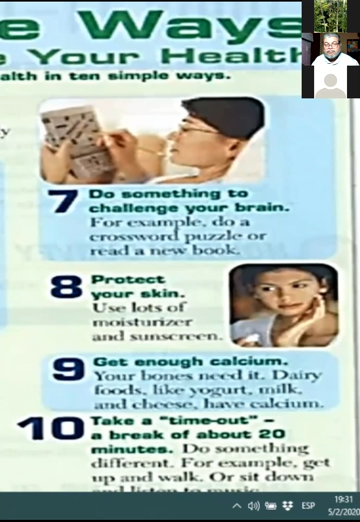 e Ways
e Your Health
alth in ten simple ways.
y
7 Do something to
challenge your brain.
For example, do a
crossword puzzle or
read a new book.
8 Protect
your skin.
Use lots of
moisturizer
and sunscreen.
9 Get enough calcium.
Your bones need it. Dairy
foods, like yogurt, milk,
and cheese, have calcium.
10 Take a "time-out" –
a break of about 20
minutes. Do something
different. For example, get
up and walk. Or sit down
and listen to music.
ESP
19:31
5/2/2020